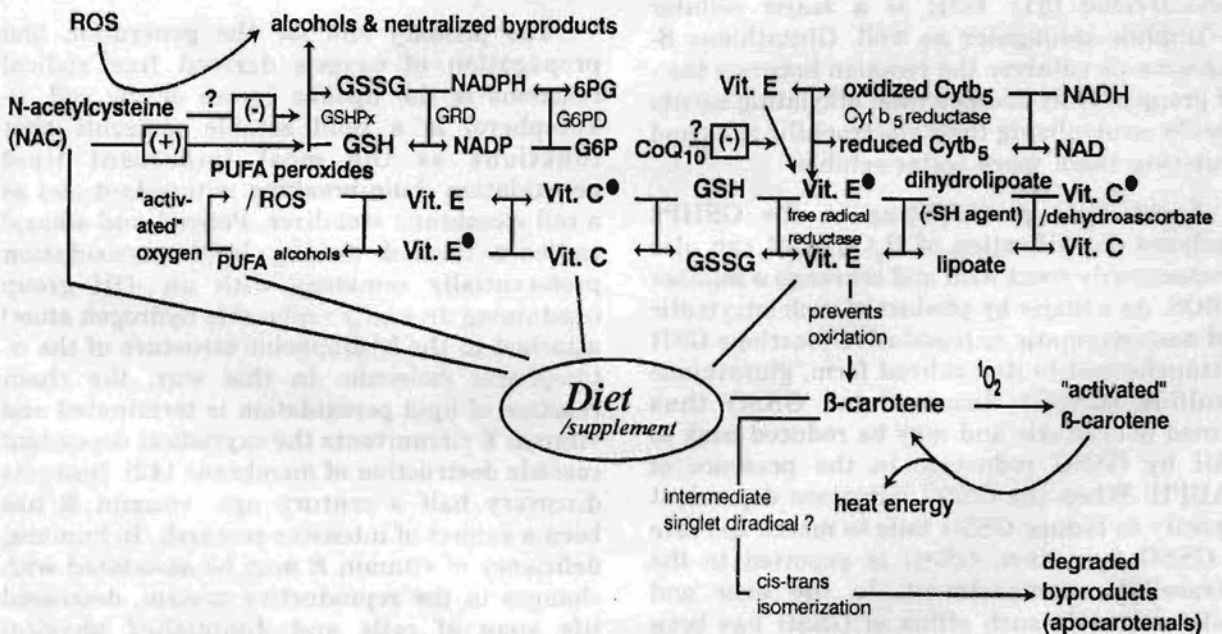 ROS
alcohols & neutralized byproducts
N-acetylcysteine
(NAC)
?
(-)
(+)
GSSG
GSHPx
GSH
NADPH
GRD
NADP
6PG
G6PD
G6P
PUFA peroxides
/ ROS
"activ-
ated"
oxygen
PUFA alcohols
Vit. E
Vit. E●
Vit. C●
Vit. C
CoQ10
?
(-)
Vit. E
oxidized Cytb5
Cyt b5 reductase
reduced Cytb5
NADH
NAD
GSH
GSSG
Vit. E●
free radical
reductase
Vit. E
dihydrolipoate
(-SH agent)
lipoate
Vit. C●
/dehydroascorbate
Vit. C
prevents
oxidation
Diet
/supplement
ß-carotene
¹O2
"activated"
ß-carotene
heat energy
intermediate
singlet diradical ?
cis-trans
isomerization
degraded
byproducts
(apocarotenals)